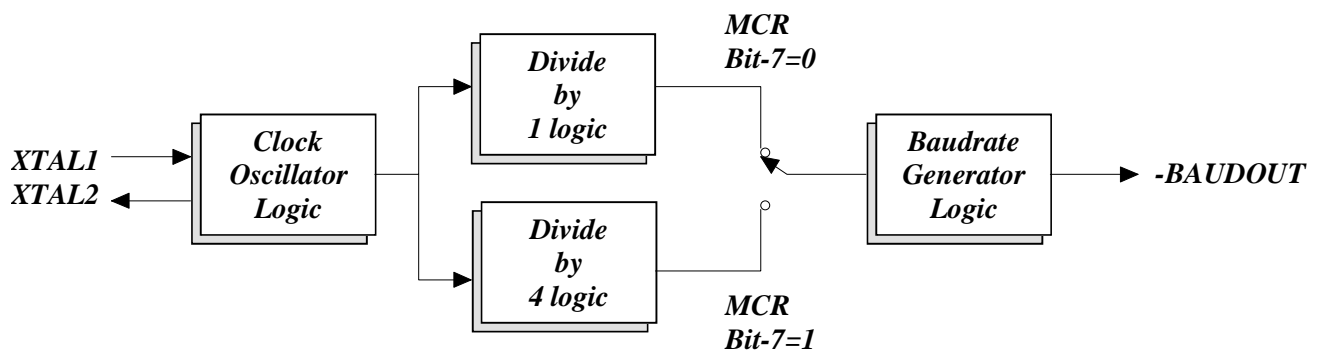 MCR
Bit-7=0
Divide
by
1 logic
Clock
Oscillator
Logic
XTAL1
XTAL2
Baudrate
Generator
Logic
-BAUDOUT
Divide
by
4 logic
MCR
Bit-7=1